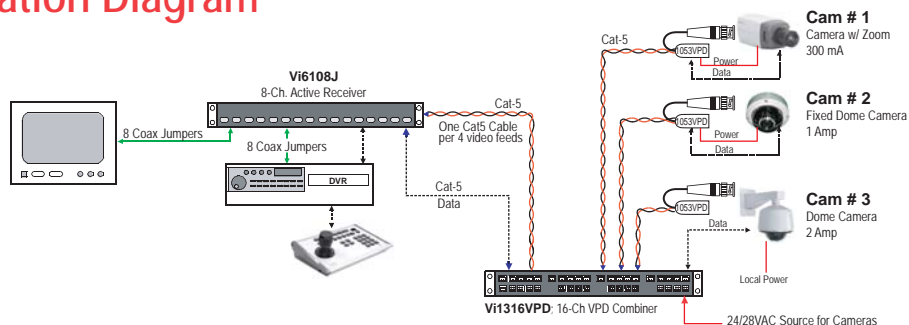 ation Diagram
Vi6108J
8-Ch. Active Receiver
8 Coax Jumpers
8 Coax Jumpers
DVR
Cat-5
One Cat5 Cable
per 4 video feeds
Cat-5
Data
Cat-5
1053VPD
Power
Data
Cam # 1
Camera w/ Zoom
300 mA
1053VPD
Power
Data
Cam # 2
Fixed Dome Camera
1 Amp
1053VPD
Data
Cam # 3
Dome Camera
2 Amp
Local Power
Vi1316VPD; 16-Ch VPD Combiner
24/28VAC Source for Cameras